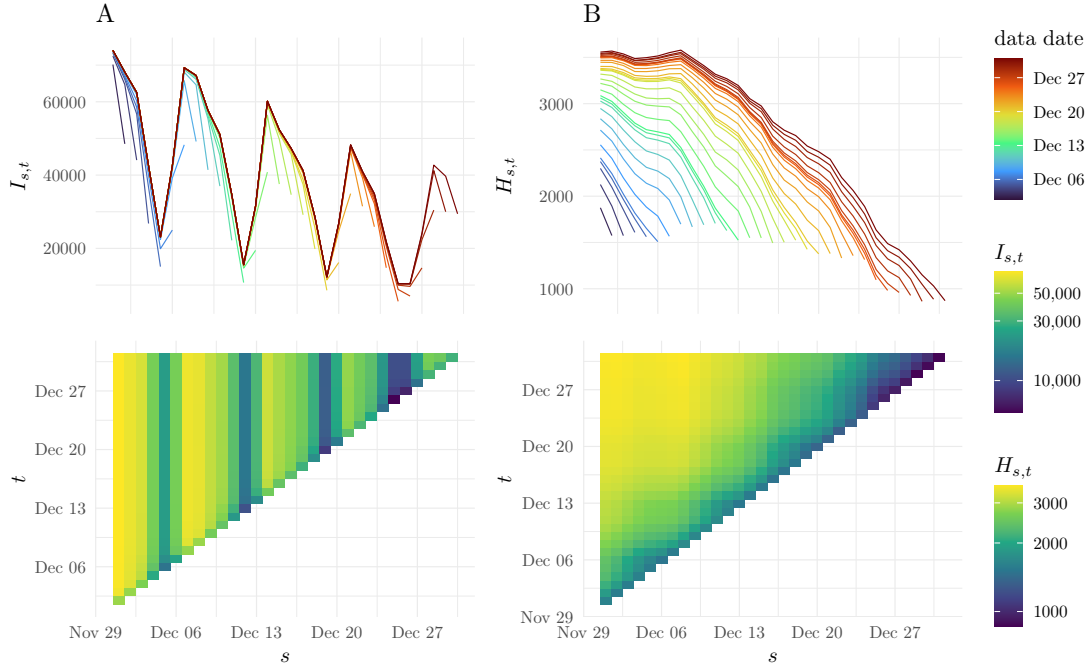 A
B
I_{s,t}
60000
40000
20000
H_{s,t}
3000
2000
1000
data date
Dec 27
Dec 20
Dec 13
Dec 06
I_{s,t}
50,000
30,000
10,000
H_{s,t}
3000
2000
1000
t
Dec 27
Dec 20
Dec 13
Dec 06
Nov 29 Dec 06 Dec 13 Dec 20 Dec 27
s
t
Dec 27
Dec 20
Dec 13
Dec 06
Nov 29
Nov 29 Dec 06 Dec 13 Dec 20 Dec 27
s